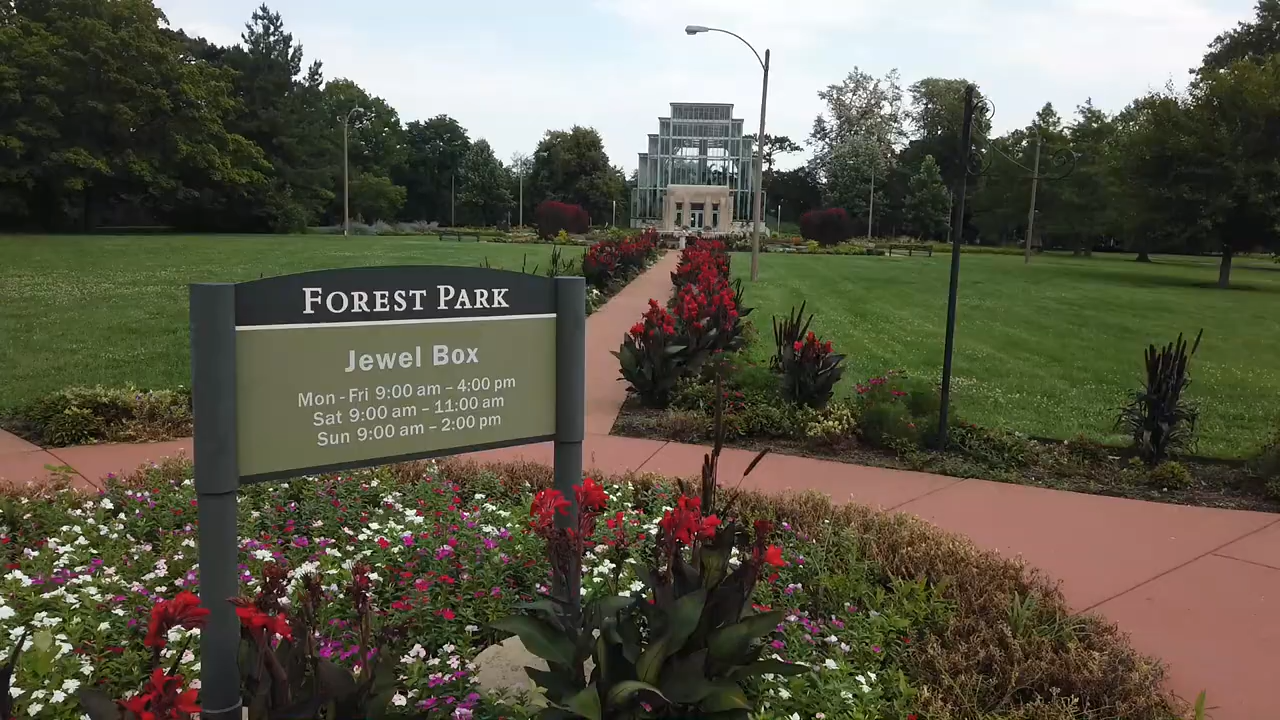 FOREST PARK
Jewel Box
Mon - Fri 9:00 am – 4:00 pm
Sat 9:00 am – 11:00 am
Sun 9:00 am – 2:00 pm